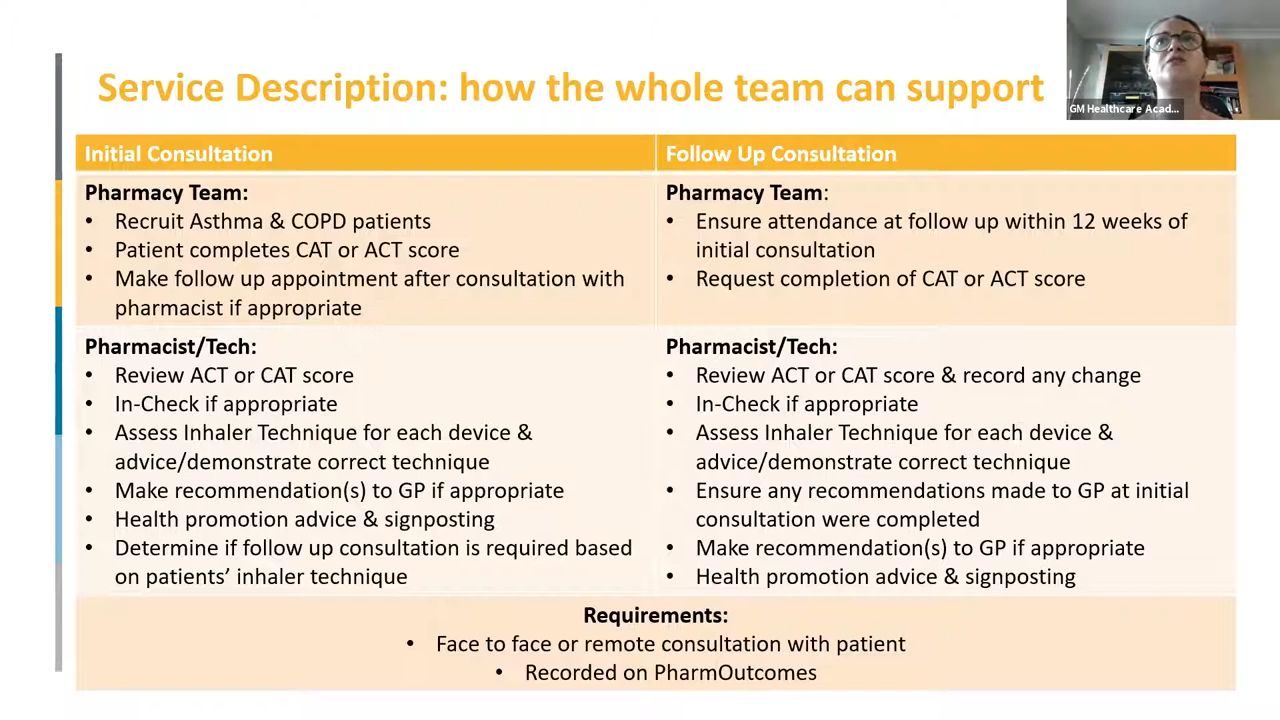 Service Description: how the whole team can support
GM Healthcare Acad...
Initial Consultation
Pharmacy Team:
• Recruit Asthma & COPD patients
• Patient completes CAT or ACT score
• Make follow up appointment after consultation with
pharmacist if appropriate
Follow Up Consultation
Pharmacy Team:
• Ensure attendance at follow up within 12 weeks of
initial consultation
• Request completion of CAT or ACT score
Pharmacist/Tech:
• Review ACT or CAT score
• In-Check if appropriate
• Assess Inhaler Technique for each device &
advice/demonstrate correct technique
• Make recommendation(s) to GP if appropriate
• Health promotion advice & signposting
• Determine if follow up consultation is required based
on patients’ inhaler technique
Pharmacist/Tech:
• Review ACT or CAT score & record any change
• In-Check if appropriate
• Assess Inhaler Technique for each device &
advice/demonstrate correct technique
• Ensure any recommendations made to GP at initial
consultation were completed
• Make recommendation(s) to GP if appropriate
• Health promotion advice & signposting
Requirements:
• Face to face or remote consultation with patient
• Recorded on PharmOutcomes